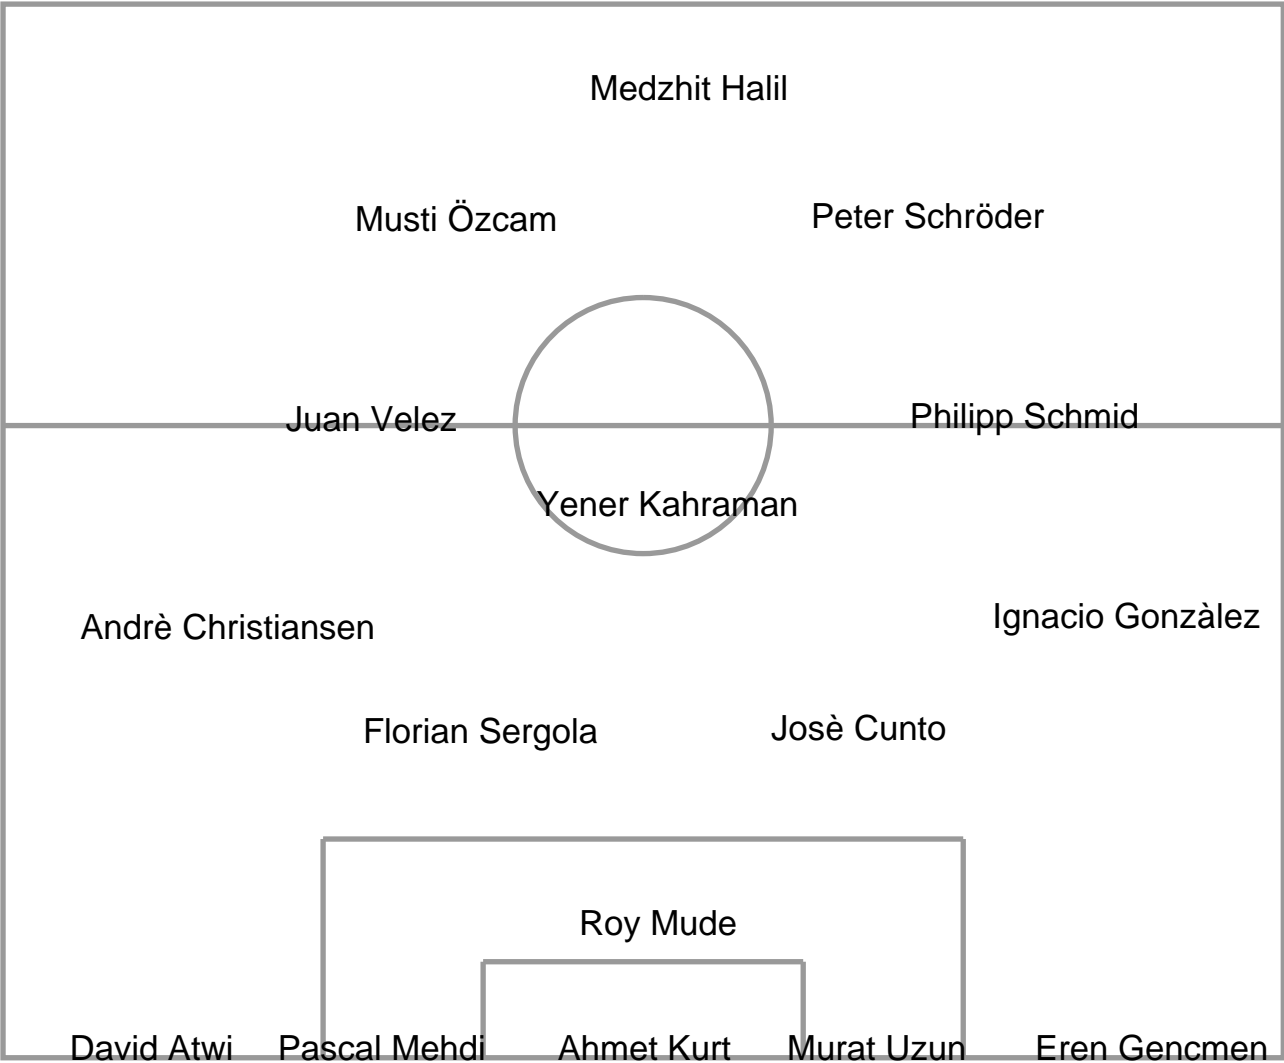 Medzhit Halil
Musti Özcam
Peter Schröder
Juan Velez
Philipp Schmid
Yener Kahraman
Andrè Christiansen
Ignacio Gonzàlez
Florian Sergola
Josè Cunto
Roy Mude
David Atwi
Pascal Mehdi
Ahmet Kurt
Murat Uzun
Eren Gencmen